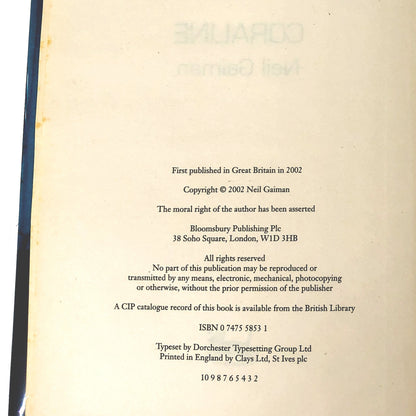 CORALINE
Neil Gaiman
First published in Great Britain in 2002
Copyright © 2002 Neil Gaiman
The moral right of the author has been asserted
Bloomsbury Publishing Plc
38 Soho Square, London, W1D 3HB
All rights reserved
No part of this publication may be reproduced or
transmitted by any means, electronic, mechanical, photocopying
or otherwise, without the prior permission of the publisher
A CIP catalogue record of this book is available from the British Library
ISBN 0 7475 5853 1
Typeset by Dorchester Typesetting Group Ltd
Printed in England by Clays Ltd, St Ives plc
10 9 8 7 6 5 4 3 2